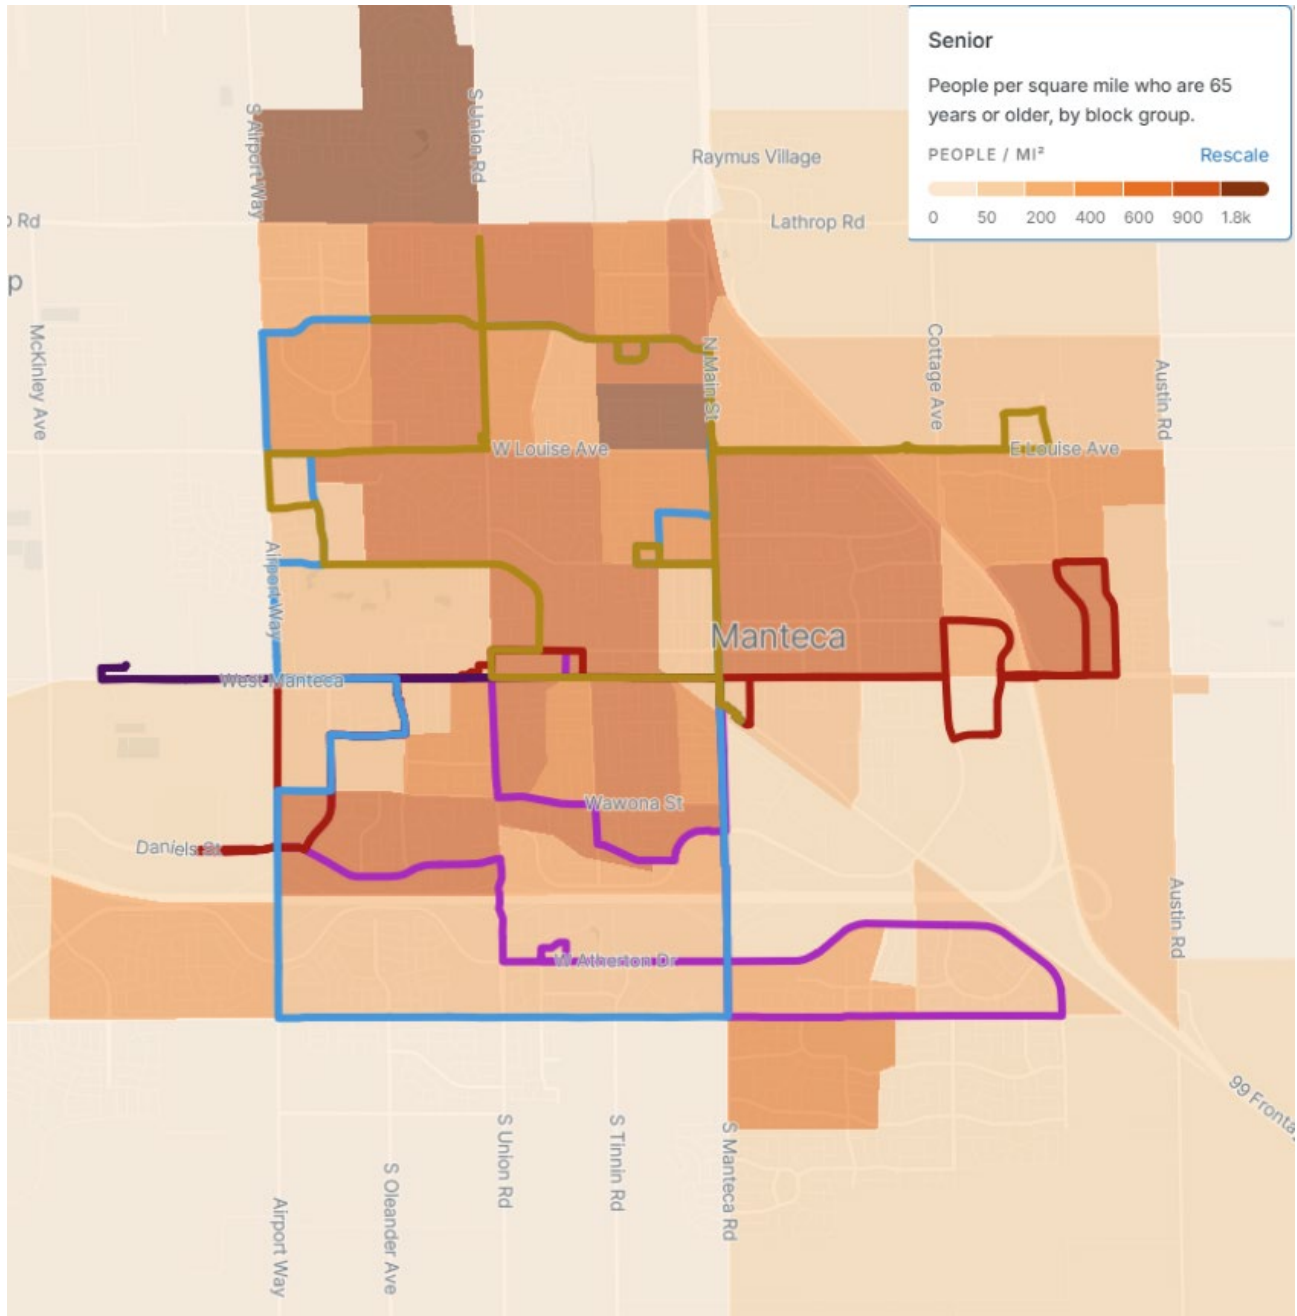 Senior
People per square mile who are 65
years or older, by block group.
PEOPLE / MI²
Rescale
0 50 200 400 600 900 1.8k
S Airport Way
S Union Rd
Raymus Village
Rd
Lathrop Rd
p
McKinley Ave
N Main St
Cottage Ave
Austin Rd
W Louise Ave
E Louise Ave
Airport Way
Manteca
West Manteca
Wawona St
Daniels St
Austin Rd
W Atherton Dr
99 Fronta
S Union Rd
S Tinnin Rd
S Manteca Rd
S Oleander Ave
Airport Way